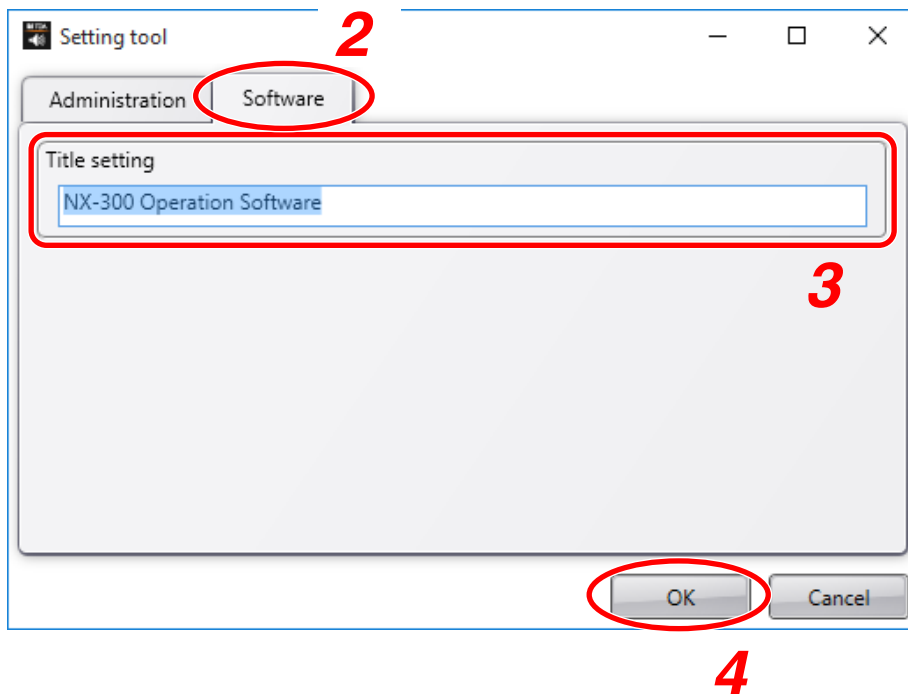 Setting tool
2
Administration
Software
Title setting
NX-300 Operation Software
3
OK
Cancel
4